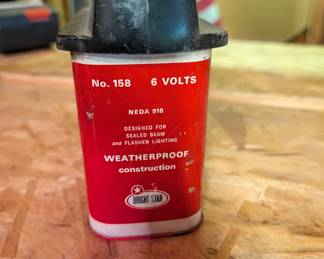 No. 158 6 VOLTS
NEDA 918
DESIGNED FOR
SEALED BEAM
and FLASHER LIGHTING
WEATHERPROOF
construction
BRIGHT STAR